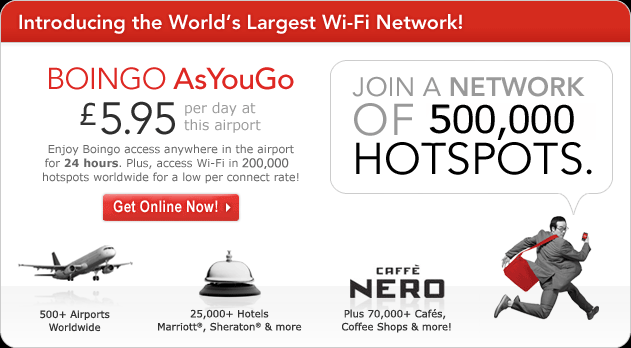 Introducing the World's Largest Wi-Fi Network!
BOINGO AsYouGo
£5.95 per day at
this airport
Enjoy Boingo access anywhere in the airport
for 24 hours. Plus, access Wi-Fi in 200,000
hotspots worldwide for a low per connect rate!
Get Online Now!
JOIN A NETWORK
OF 500,000
HOTSPOTS.
500+ Airports
Worldwide
25,000+ Hotels
Marriott®, Sheraton® & more
CAFFÈ
NERO
Plus 70,000+ Cafés,
Coffee Shops & more!